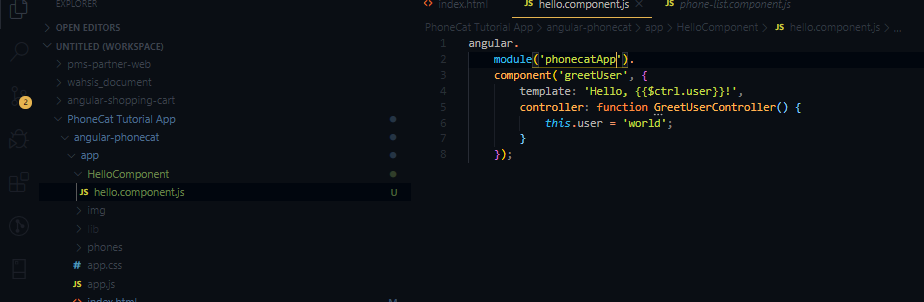 EXPLORER
OPEN EDITORS
UNTITLED (WORKSPACE)
pms-partner-web
wahsis_document
angular-shopping-cart
PhoneCat Tutorial App
angular-phonecat
app
HelloComponent
JS hello.component.js U
img
lib
phones
# app.css
JS app.js
<> index.html M
2
<> index.html JS hello.component.js × JS phone-list.component.js
PhoneCat Tutorial App > angular-phonecat > app > HelloComponent > JS hello.component.js > ...
1 angular.
2 module('phonecatApp').
3 component('greetUser', {
4 template: 'Hello, {{$ctrl.user}}!',
5 controller: function GreetUserController() {
6 this.user = 'world';
7 }
8 });